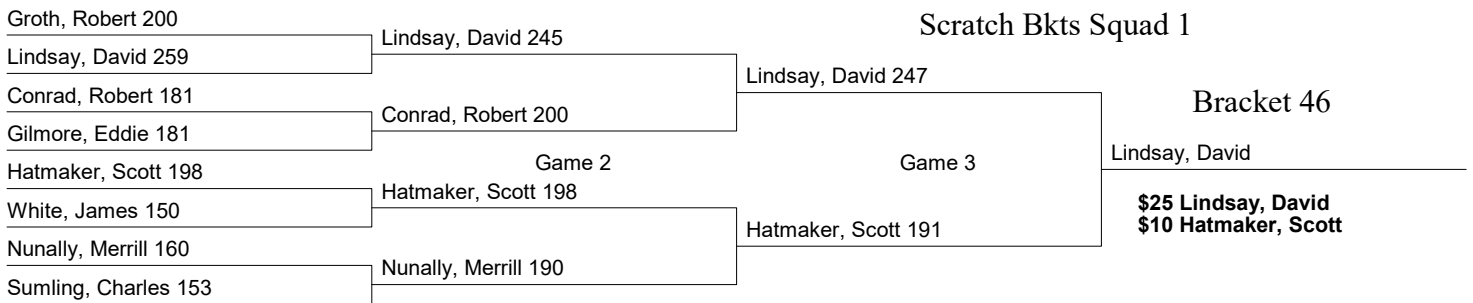 Scratch Bkts Squad 1
Bracket 46
Groth, Robert 200
Lindsay, David 259
Conrad, Robert 181
Gilmore, Eddie 181
Hatmaker, Scott 198
White, James 150
Nunally, Merrill 160
Sumling, Charles 153
Lindsay, David 245
Conrad, Robert 200
Game 2
Hatmaker, Scott 198
Nunally, Merrill 190
Lindsay, David 247
Game 3
Hatmaker, Scott 191
Lindsay, David
$25 Lindsay, David
$10 Hatmaker, Scott